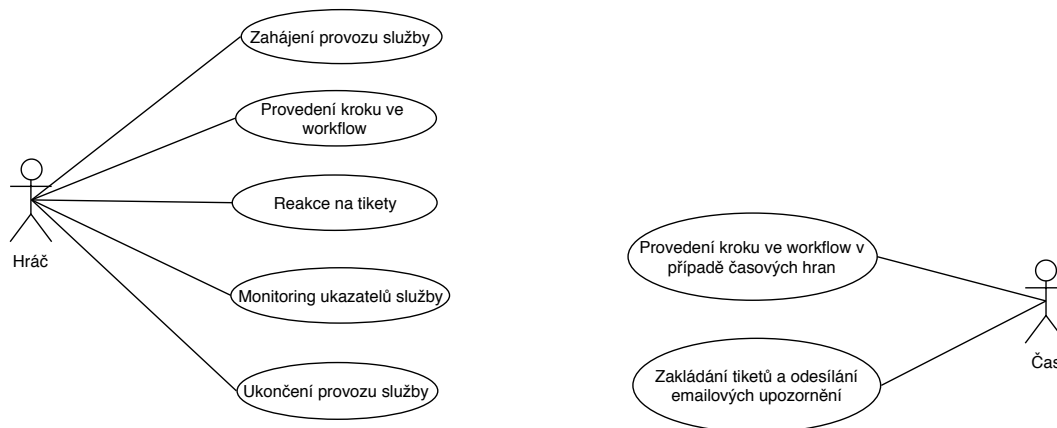 Zahájení provozu služby
Provedení kroku ve
workflow
Reakce na tikety
Hráč
Monitoring ukazatelů služby
Ukončení provozu služby
Provedení kroku ve workflow v
případě časových hran
Zakládání tiketů a odesílání
emailových upozornění
Čas